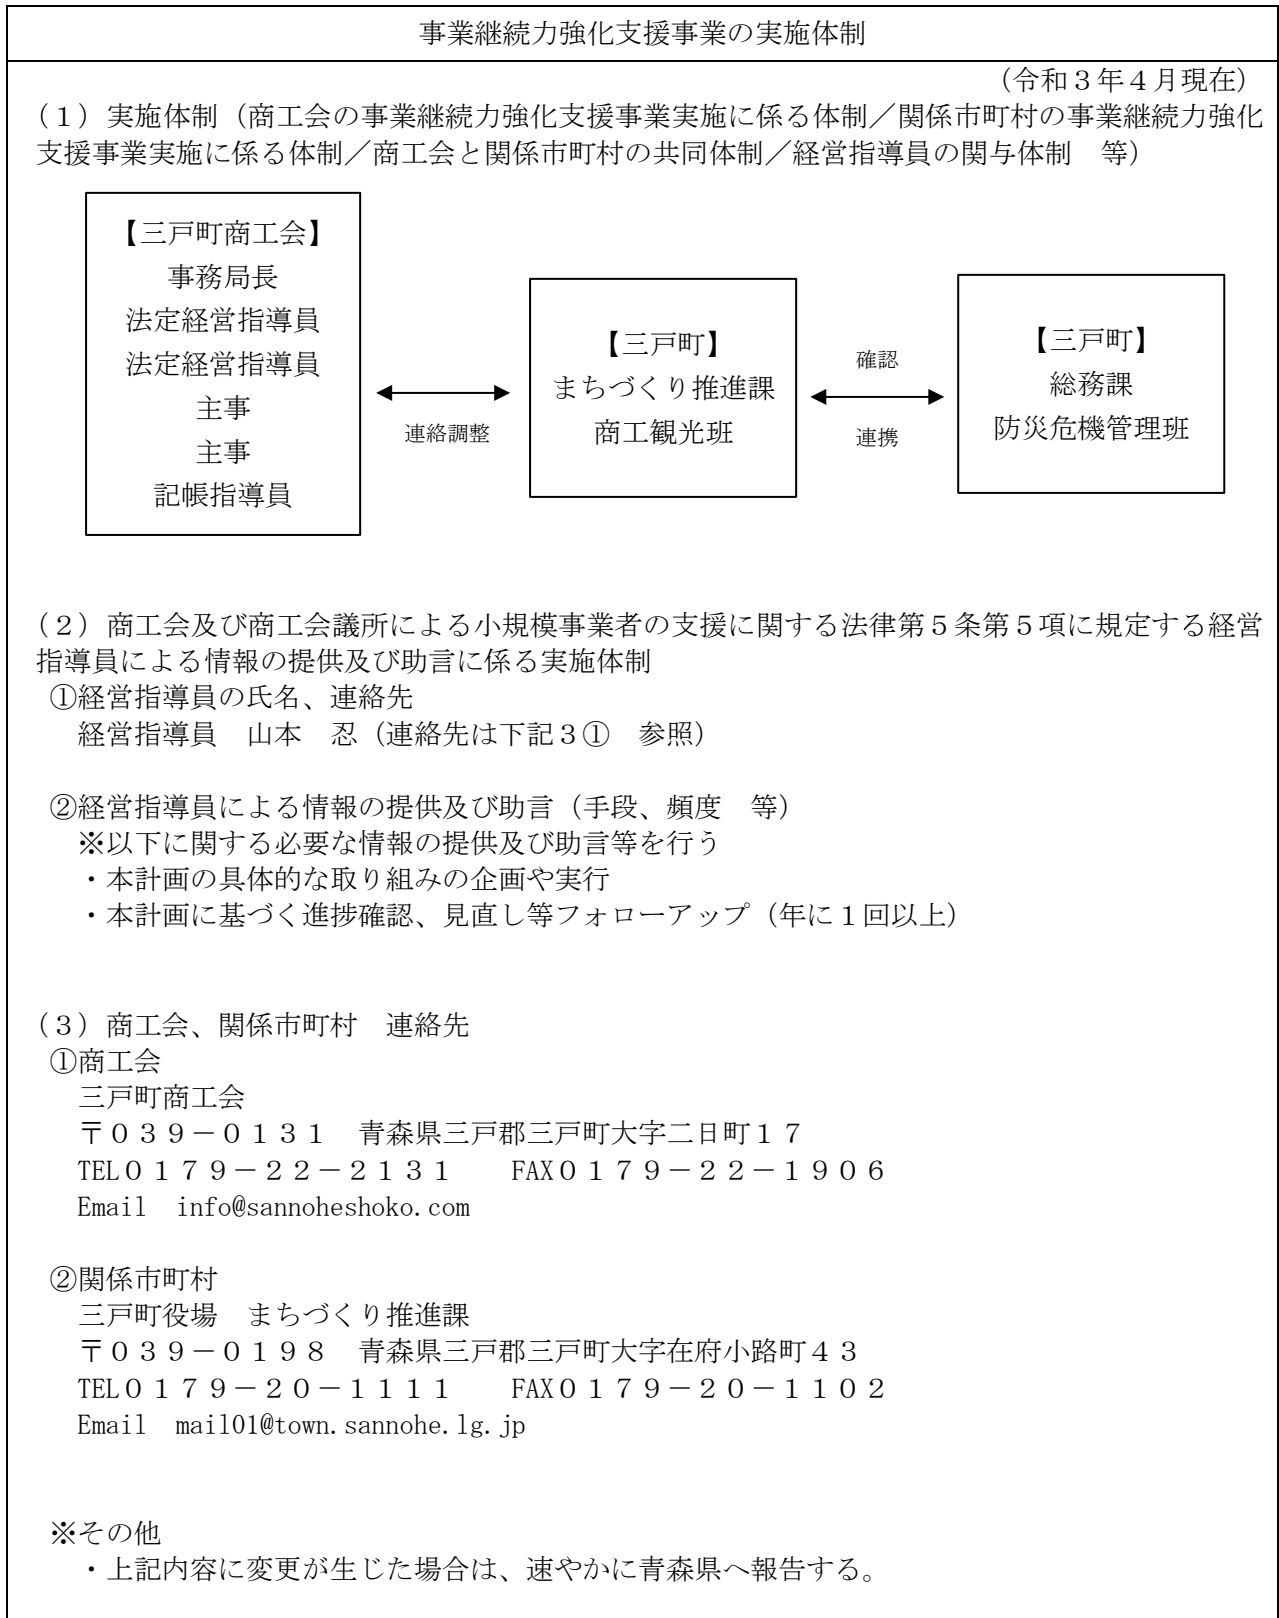 事業継続力強化支援事業の実施体制
（令和３年４月現在）
（１）実施体制（商工会の事業継続力強化支援事業実施に係る体制／関係市町村の事業継続力強化
支援事業実施に係る体制／商工会と関係市町村の共同体制／経営指導員の関与体制　等）
【三戸町商工会】
事務局長
法定経営指導員
法定経営指導員
主事
主事
記帳指導員
連絡調整
【三戸町】
まちづくり推進課
商工観光班
確認
連携
【三戸町】
総務課
防災危機管理班
（２）商工会及び商工会議所による小規模事業者の支援に関する法律第５条第５項に規定する経営
指導員による情報の提供及び助言に係る実施体制
①経営指導員の氏名、連絡先
経営指導員　山本　忍（連絡先は下記３①　参照）
②経営指導員による情報の提供及び助言（手段、頻度　等）
※以下に関する必要な情報の提供及び助言等を行う
・本計画の具体的な取り組みの企画や実行
・本計画に基づく進捗確認、見直し等フォローアップ（年に１回以上）
（３）商工会、関係市町村　連絡先
①商工会
三戸町商工会
〒０３９－０１３１　青森県三戸郡三戸町大字二日町１７
TEL０１７９－２２－２１３１　　FAX０１７９－２２－１９０６
Email　info@sannoheshoko.com
②関係市町村
三戸町役場　まちづくり推進課
〒０３９－０１９８　青森県三戸郡三戸町大字在府小路町４３
TEL０１７９－２０－１１１１　　FAX０１７９－２０－１１０２
Email　mail01@town.sannohe.lg.jp
※その他
・上記内容に変更が生じた場合は、速やかに青森県へ報告する。